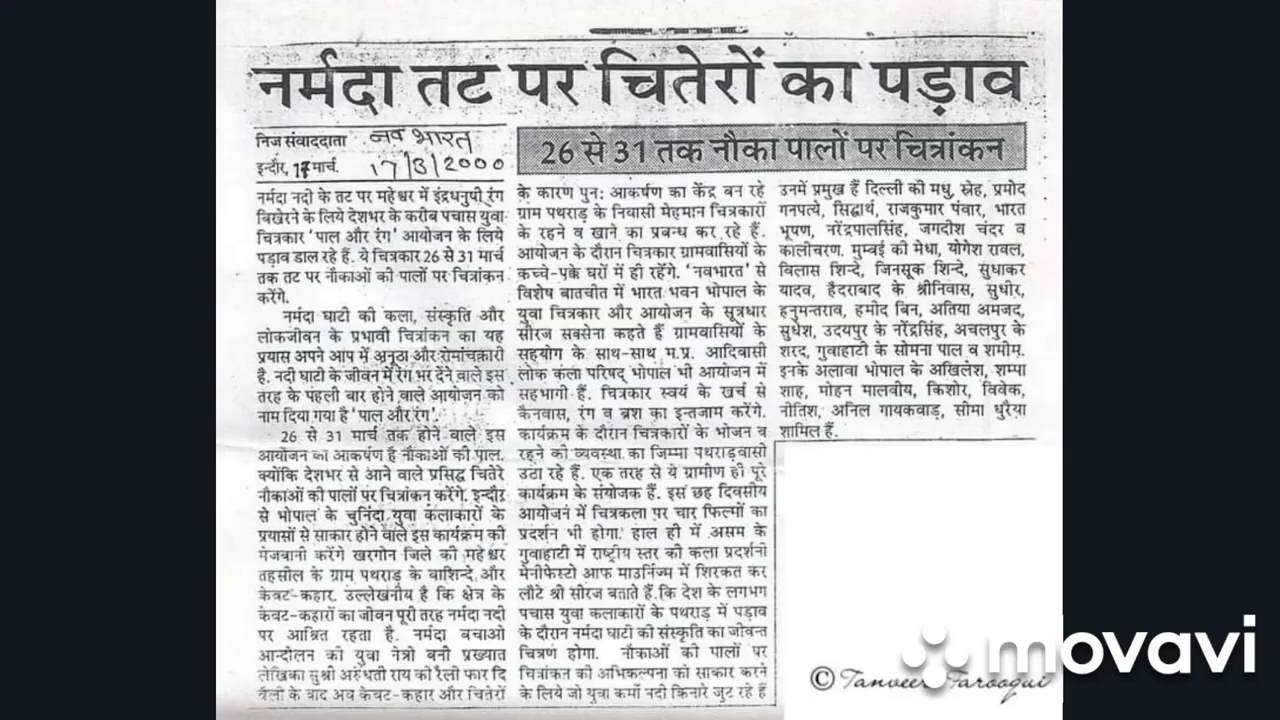 नर्मदा तट पर चितेरों का पड़ाव
निज संवाददाता नव भारत
इन्दौर, 17 मार्च. 17/3/2000
26 से 31 तक नौका पालों पर चित्रांकन
नर्मदा नदी के तट पर महेश्वर में इंद्रधनुषी रंग
बिखेरने के लिये देशभर के करीब पचास युवा
चित्रकार 'पाल और रंग' आयोजन के लिये
पड़ाव डाल रहे हैं. ये चित्रकार 26 से 31 मार्च
तक तट पर नौकाओं की पालों पर चित्रांकन
करेंगे.
नर्मदा घाटी की कला, संस्कृति और
लोकजीवन के प्रभावी चित्रांकन का यह
प्रयास अपने आप में अनूठा और रोमांचकारी
है. नदी घाटी के जीवन में रंग भर देने वाले इस
तरह के पहली बार होने वाले आयोजन को
नाम दिया गया है 'पाल और रंग'.
26 से 31 मार्च तक होने वाले इस
आयोजन का आकर्षण है नौकाओं की पाल.
क्योंकि देशभर से आने वाले प्रसिद्ध चितेरे
नौकाओं की पालों पर चित्रांकन करेंगे. इन्दौर
से भोपाल के चुनिंदा युवा कलाकारों के
प्रयासों से साकार होने वाले इस कार्यक्रम की
मेजबानी करेंगे खरगोन जिले की महेश्वर
तहसील के ग्राम पथराड़ के बाशिन्दे और
केवट-कहार. उल्लेखनीय है कि क्षेत्र के
केवट-कहारों का जीवन पूरी तरह नर्मदा नदी
पर आश्रित रहता है. नर्मदा बचाओ
आन्दोलन की युवा नेत्री बनी प्रख्यात
लेखिका सुश्री अरुंधती राय की रैली फार दि
वैली के बाद अब केवट-कहार और चितेरों
के कारण पुन: आकर्षण का केंद्र बन रहे
ग्राम पथराड़ के निवासी मेहमान चित्रकारों
के रहने व खाने का प्रबन्ध कर रहे हैं.
आयोजन के दौरान चित्रकार ग्रामवासियों के
कच्चे-पक्के घरों में ही रहेंगे. 'नवभारत' से
विशेष बातचीत में भारत भवन भोपाल के
युवा चित्रकार और आयोजन के सूत्रधार
सीरज सक्सेना कहते हैं ग्रामवासियों के
सहयोग के साथ-साथ म.प्र. आदिवासी
लोक कला परिषद् भोपाल भी आयोजन में
सहभागी हैं. चित्रकार स्वयं के खर्च से
कैनवास, रंग व ब्रश का इन्तजाम करेंगे.
कार्यक्रम के दौरान चित्रकारों के भोजन व
रहने की व्यवस्था का जिम्मा पथराड़वासी
उठा रहे हैं. एक तरह से ये ग्रामीण ही पूरे
कार्यक्रम के संयोजक हैं. इस छह दिवसीय
आयोजन में चित्रकला पर चार फिल्मों का
प्रदर्शन भी होगा. हाल ही में असम के
गुवाहाटी में राष्ट्रीय स्तर की कला प्रदर्शनी
मेनीफेस्टो आफ माउर्निज्म में शिरकत कर
लौटे श्री सीरज बताते हैं कि देश के लगभग
पचास युवा कलाकारों के पथराड़ में पड़ाव
के दौरान नर्मदा घाटी की संस्कृति का जीवन्त
चित्रण होगा. नौकाओं की पालों पर
चित्रांकन की अभिकल्पना को साकार करने
के लिये जो युवा कर्मी नदी किनारे जुट रहे हैं
उनमें प्रमुख हैं दिल्ली की मधु, स्नेह, प्रमोद
गनपत्ये, सिद्धार्थ, राजकुमार पंवार, भारत
भूषण, नरेंद्रपालसिंह, जगदीश चंदर व
कालीचरण. मुम्बई की मेधा, योगेश रावल,
विलास शिन्दे, जिनसूक शिन्दे, सुधाकर
यादव, हैदराबाद के श्रीनिवास, सुधीर,
हनुमन्तराव, हमीद बिन, अतिया अमजद,
सुधेश, उदयपुर के नरेंद्रसिंह, अचलपुर के
शरद, गुवाहाटी के सोमना पाल व शमीम.
इनके अलावा भोपाल के अखिलेश, शम्पा
शाह, मोहन मालवीय, किशोर, विवेक,
नीतिश, अनिल गायकवाड़, सीमा घुरैया
शामिल हैं.
© Tanveer Farooqui
movavi